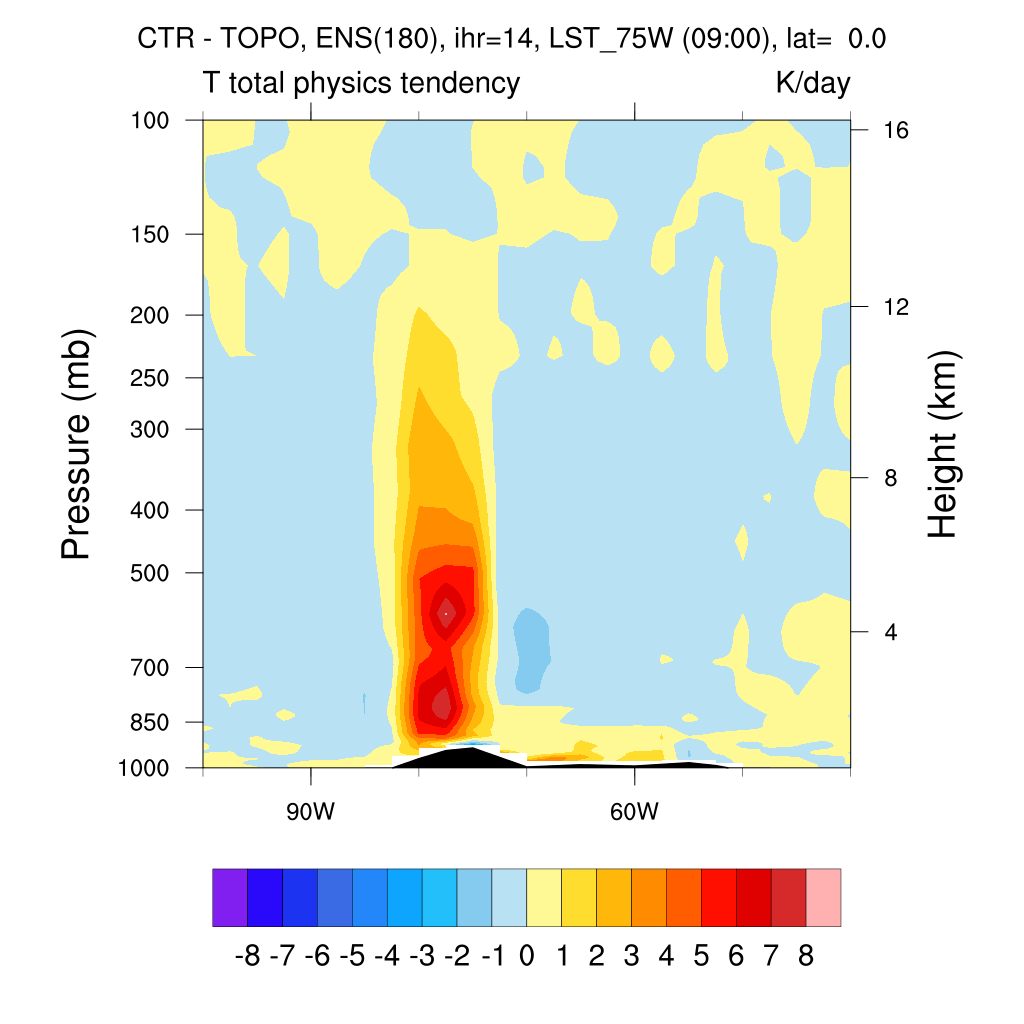 CTR - TOPO, ENS(180), ihr=14, LST_75W (09:00), lat=  0.0
T total physics tendency K/day
100
150
200
250
300
400
500
700
850
1000
Pressure (mb)
16
12
8
4
Height (km)
90W 60W
-8 -7 -6 -5 -4 -3 -2 -1 0 1 2 3 4 5 6 7 8